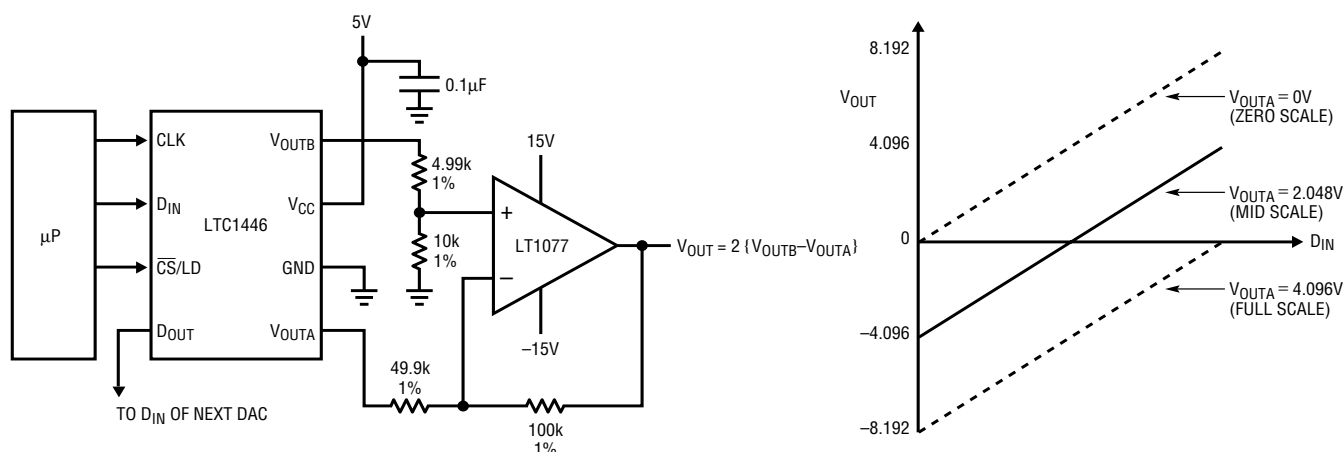 5V
0.1µF
µP
CLK
D_IN
C̅S̅/LD
D_OUT
LTC1446
V_OUTB
V_CC
GND
V_OUTA
TO D_IN OF NEXT DAC
4.99k
1%
10k
1%
49.9k
1%
100k
1%
15V
+
LT1077
−
–15V
V_OUT = 2 {V_OUTB–V_OUTA}
8.192
V_OUT
4.096
0
–4.096
–8.192
D_IN
V_OUTA = 0V
(ZERO SCALE)
V_OUTA = 2.048V
(MID SCALE)
V_OUTA = 4.096V
(FULL SCALE)